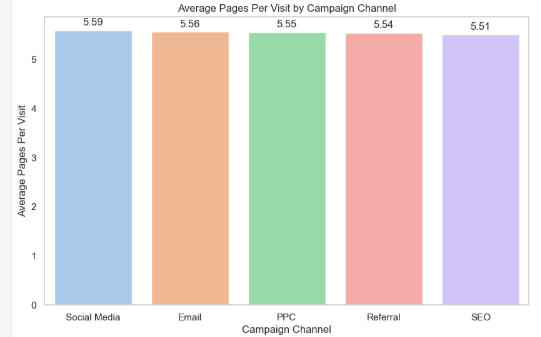 Average Pages Per Visit by Campaign Channel
5.59 5.56 5.55 5.54 5.51
Average Pages Per Visit
5
4
3
2
1
0
Social Media Email PPC Referral SEO
Campaign Channel